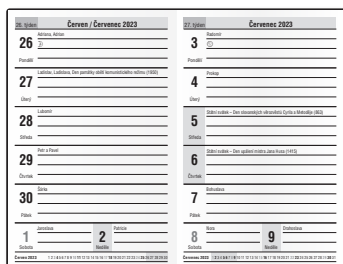 26. týden Červen / Červenec 2023
26 Adriana, Adrian
Pondělí
27 Ladislav, Ladislava, Den památky obětí komunistického režimu (1950)
Úterý
28 Lubomír
Středa
29 Petr a Pavel
Čtvrtek
30 Šárka
Pátek
1 Jaroslava
Sobota
2 Patricie
Neděle
Červenec 2023
27. týden Červenec 2023
3 Radomír
Pondělí
4 Prokop
Úterý
5 Státní svátek – Den slovanských věrozvěstů Cyrila a Metoděje (863)
Středa
6 Státní svátek – Den upálení mistra Jana Husa (1415)
Čtvrtek
7 Bohuslava
Pátek
8 Nora
Sobota
9 Drahoslava
Neděle
Červenec 2023